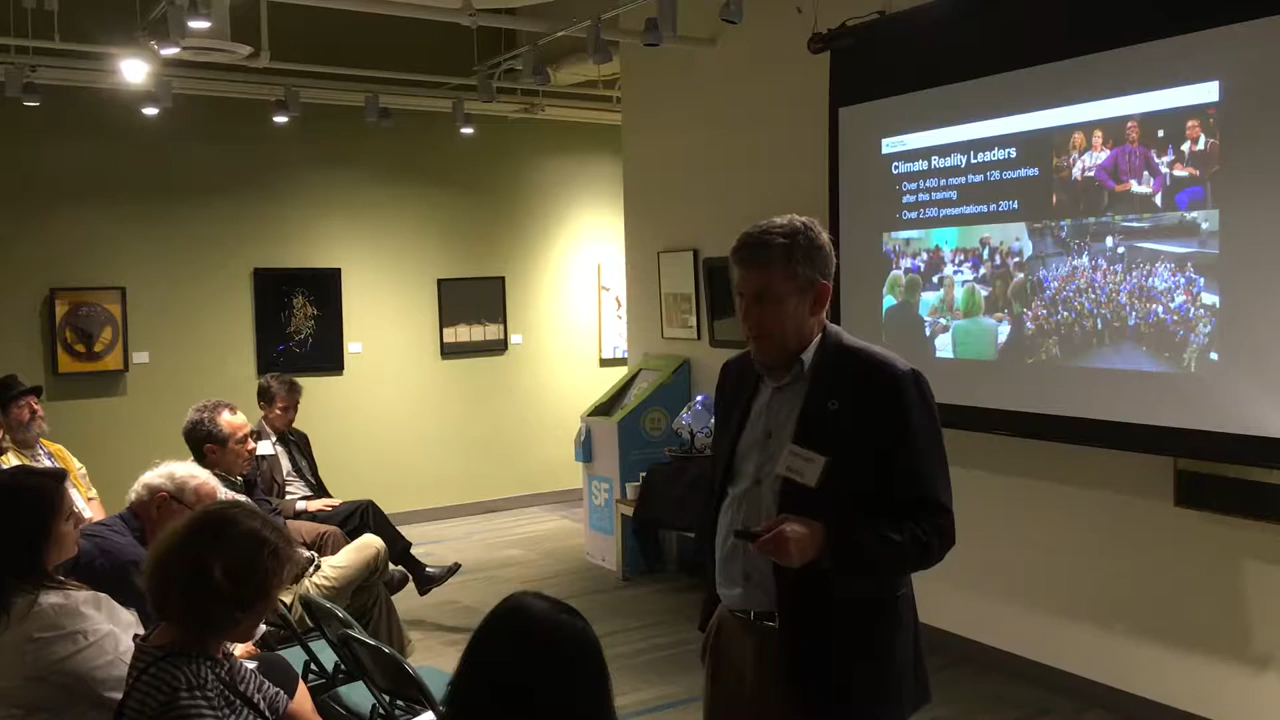 Climate Reality Leaders
• Over 9,400 in more than 126 countries
after this training
• Over 2,500 presentations in 2014
SF